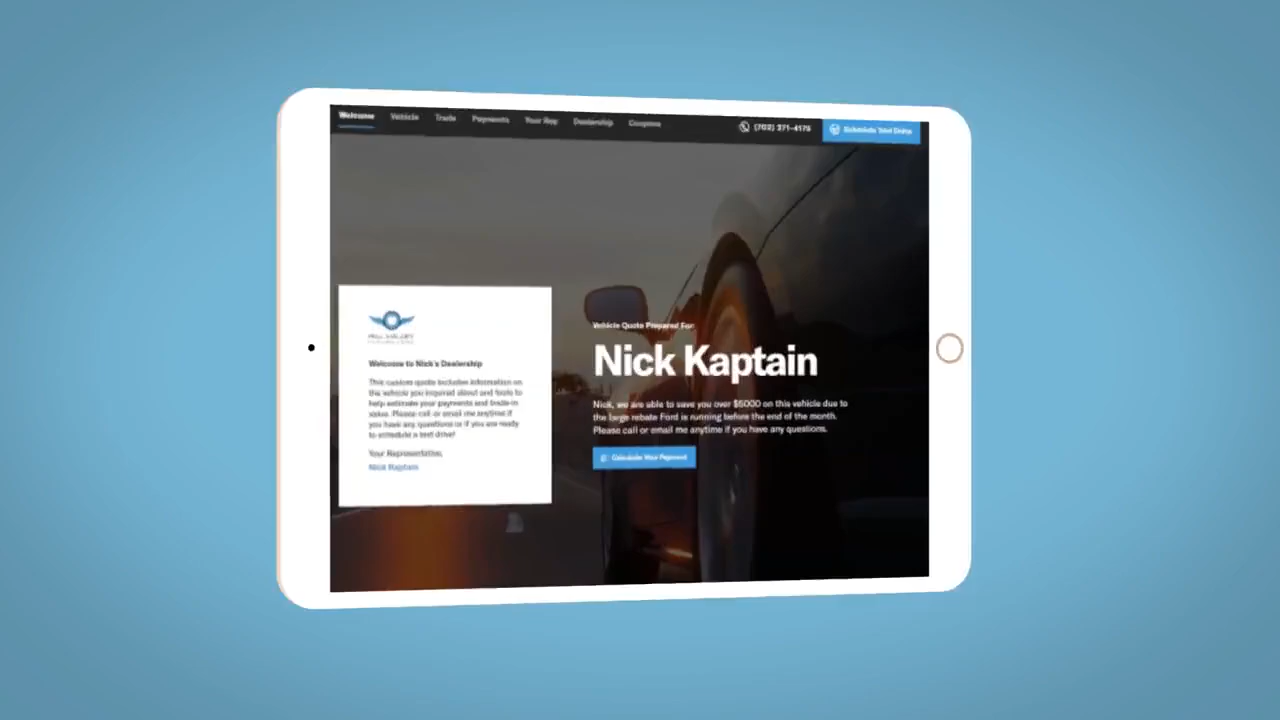 Welcome Vehicle Trade Payments Your Rep Dealership Coupons (702) 271-4175 Schedule Test Drive
Welcome to Nick's Dealership
This custom quote includes information on
the vehicle you inquired about and tools to
help estimate your payments and trade-in
value. Please call or email me anytime if
you have any questions or if you are ready
to schedule a test drive!
Your Representative,
Nick Kaptain
Vehicle Quote Prepared For:
Nick Kaptain
Nick, we are able to save you over $5000 on this vehicle due to
the large rebate Ford is running before the end of the month.
Please call or email me anytime if you have any questions.
Calculate Your Payment